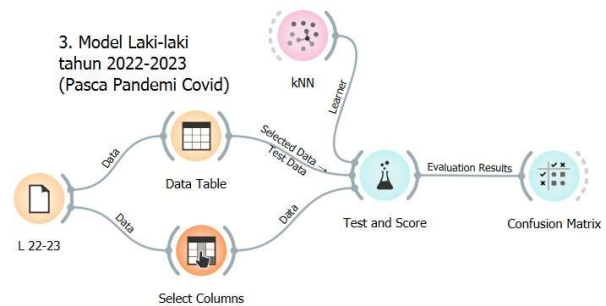 3. Model Laki-laki
tahun 2022-2023
(Pasca Pandemi Covid)
kNN
Learner
Data
Selected Data →
Test Data
Data Table
Evaluation Results
L 22-23
Data
Data
Test and Score
Confusion Matrix
Select Columns